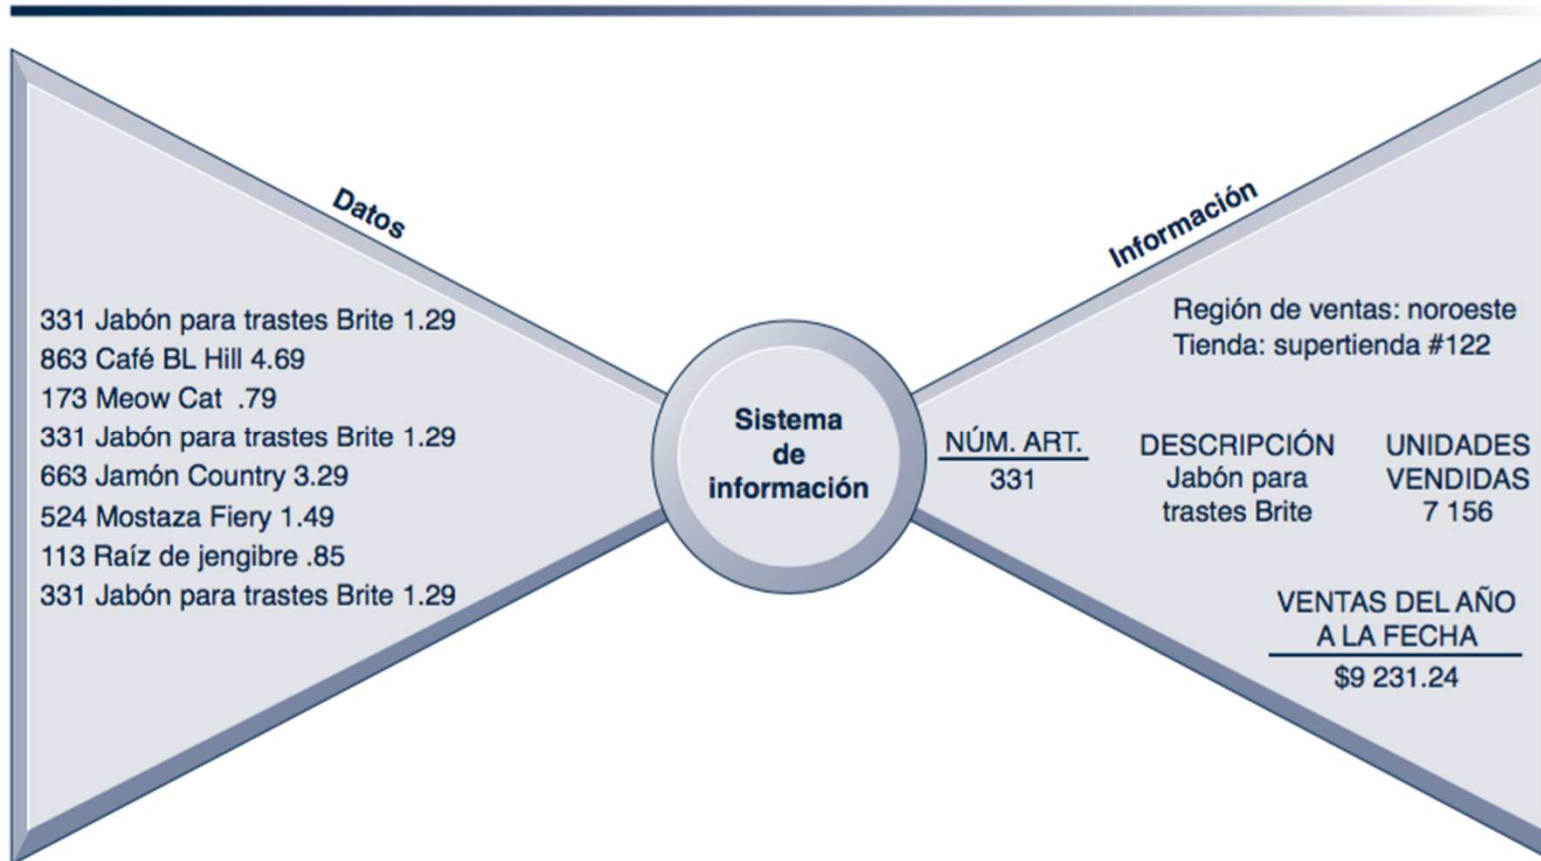 Datos
331 Jabón para trastes Brite 1.29
863 Café BL Hill 4.69
173 Meow Cat .79
331 Jabón para trastes Brite 1.29
663 Jamón Country 3.29
524 Mostaza Fiery 1.49
113 Raíz de jengibre .85
331 Jabón para trastes Brite 1.29
Sistema
de
información
Información
Región de ventas: noroeste
Tienda: supertienda #122
NÚM. ART.
331
DESCRIPCIÓN
Jabón para
trastes Brite
UNIDADES
VENDIDAS
7 156
VENTAS DEL AÑO
A LA FECHA
$9 231.24